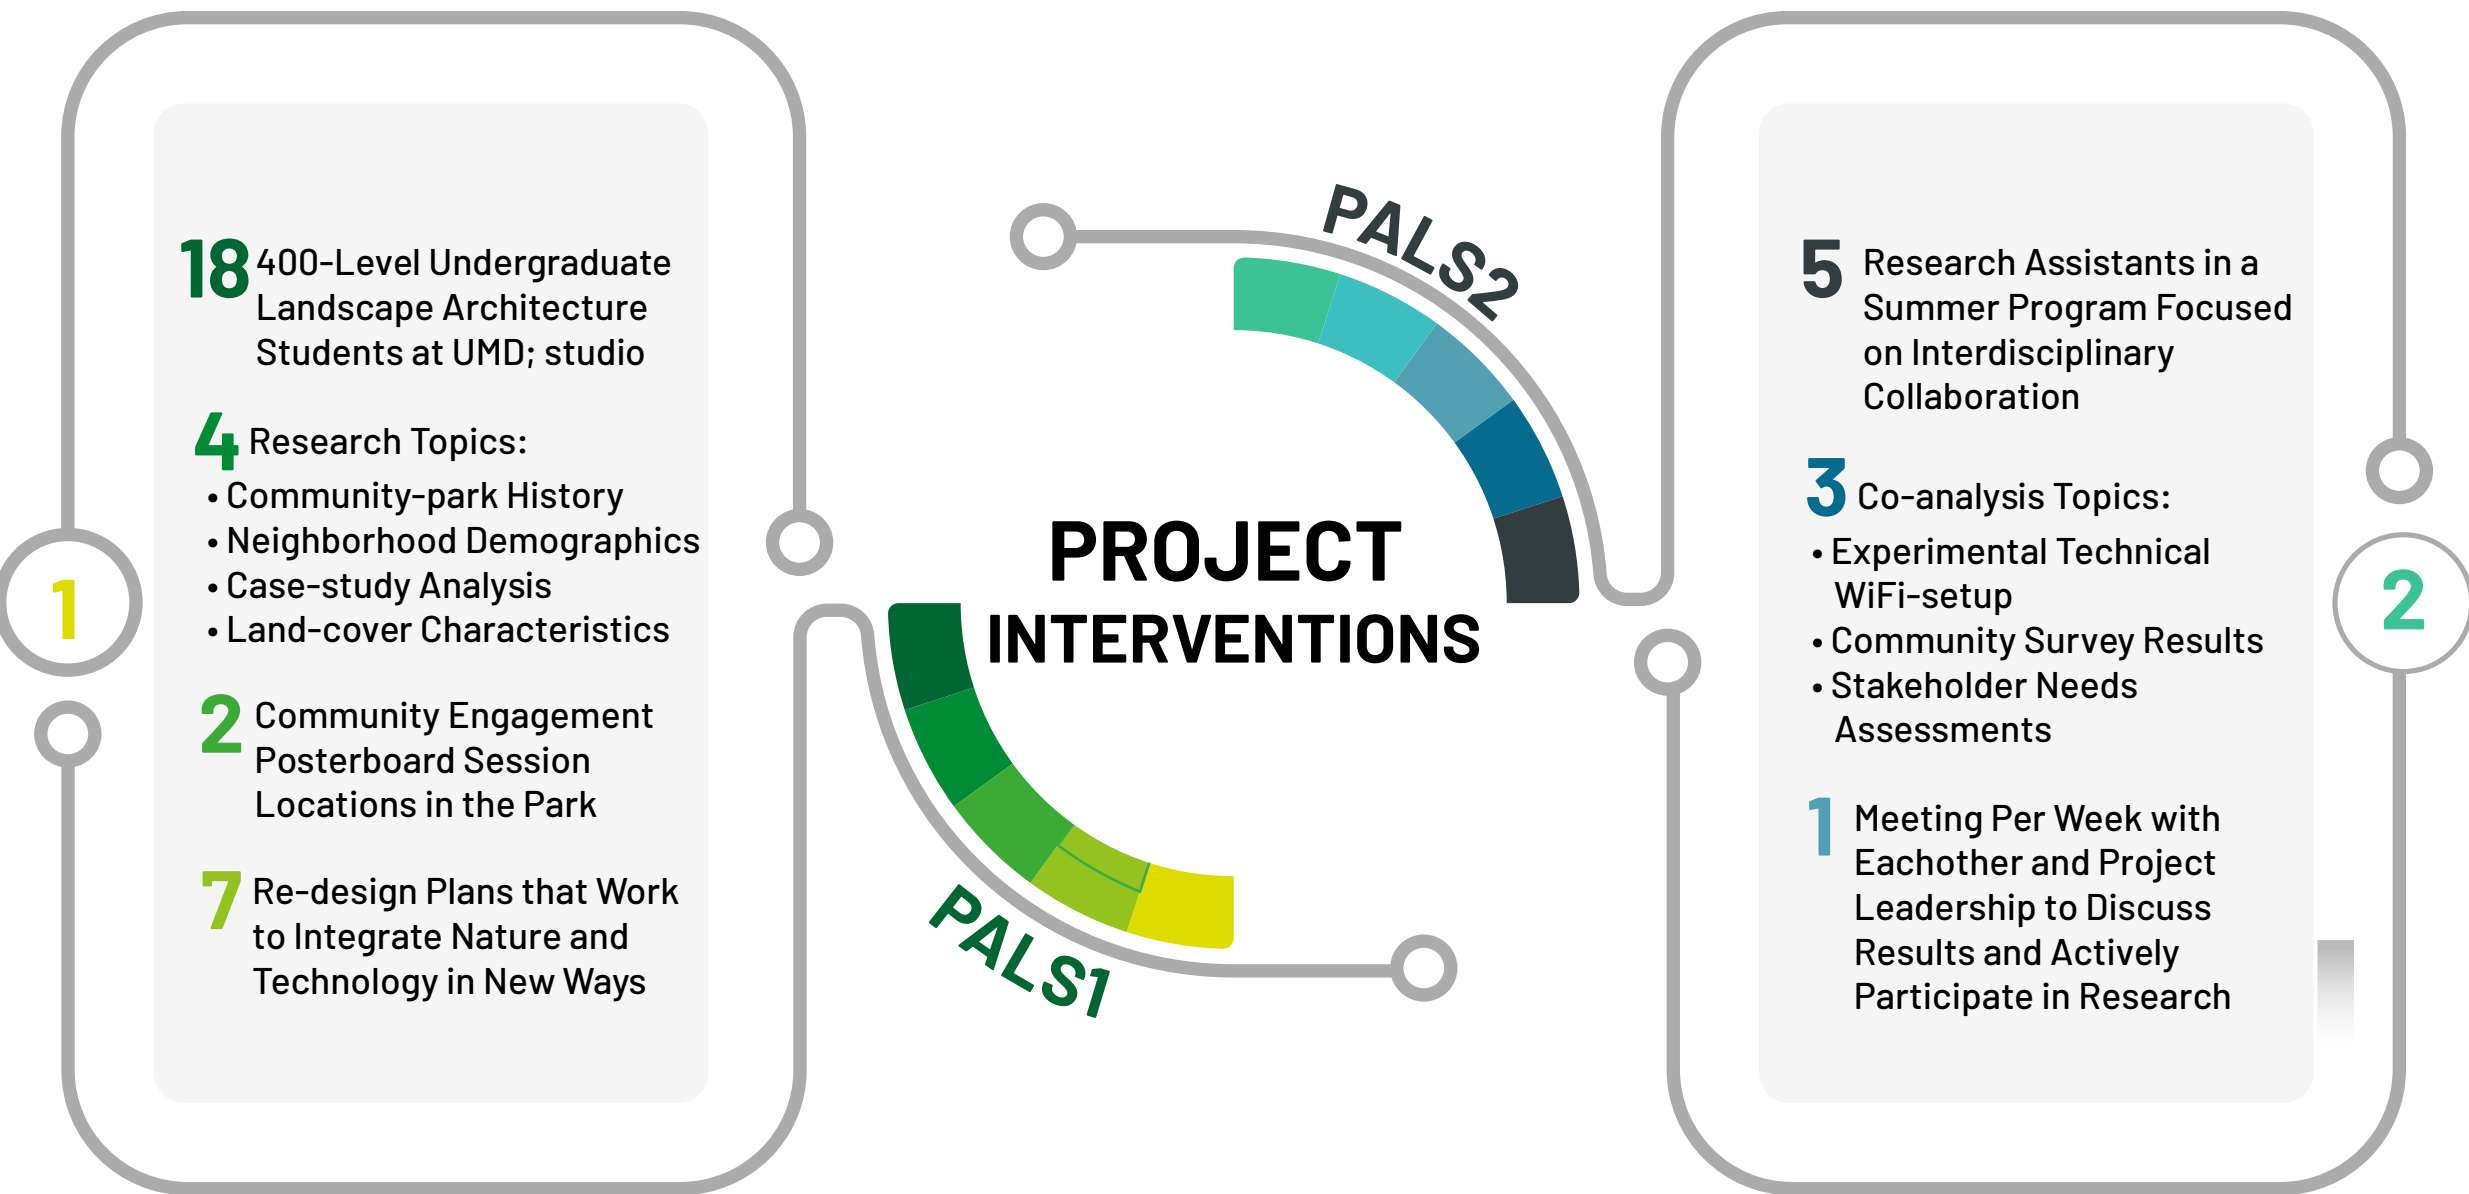 1
18 400-Level Undergraduate
Landscape Architecture
Students at UMD; studio
4 Research Topics:
• Community-park History
• Neighborhood Demographics
• Case-study Analysis
• Land-cover Characteristics
2 Community Engagement
Posterboard Session
Locations in the Park
7 Re-design Plans that Work
to Integrate Nature and
Technology in New Ways
PALS2
PROJECT
INTERVENTIONS
PALS1
5 Research Assistants in a
Summer Program Focused
on Interdisciplinary
Collaboration
3 Co-analysis Topics:
• Experimental Technical
WiFi-setup
• Community Survey Results
• Stakeholder Needs
Assessments
1 Meeting Per Week with
Eachother and Project
Leadership to Discuss
Results and Actively
Participate in Research
2